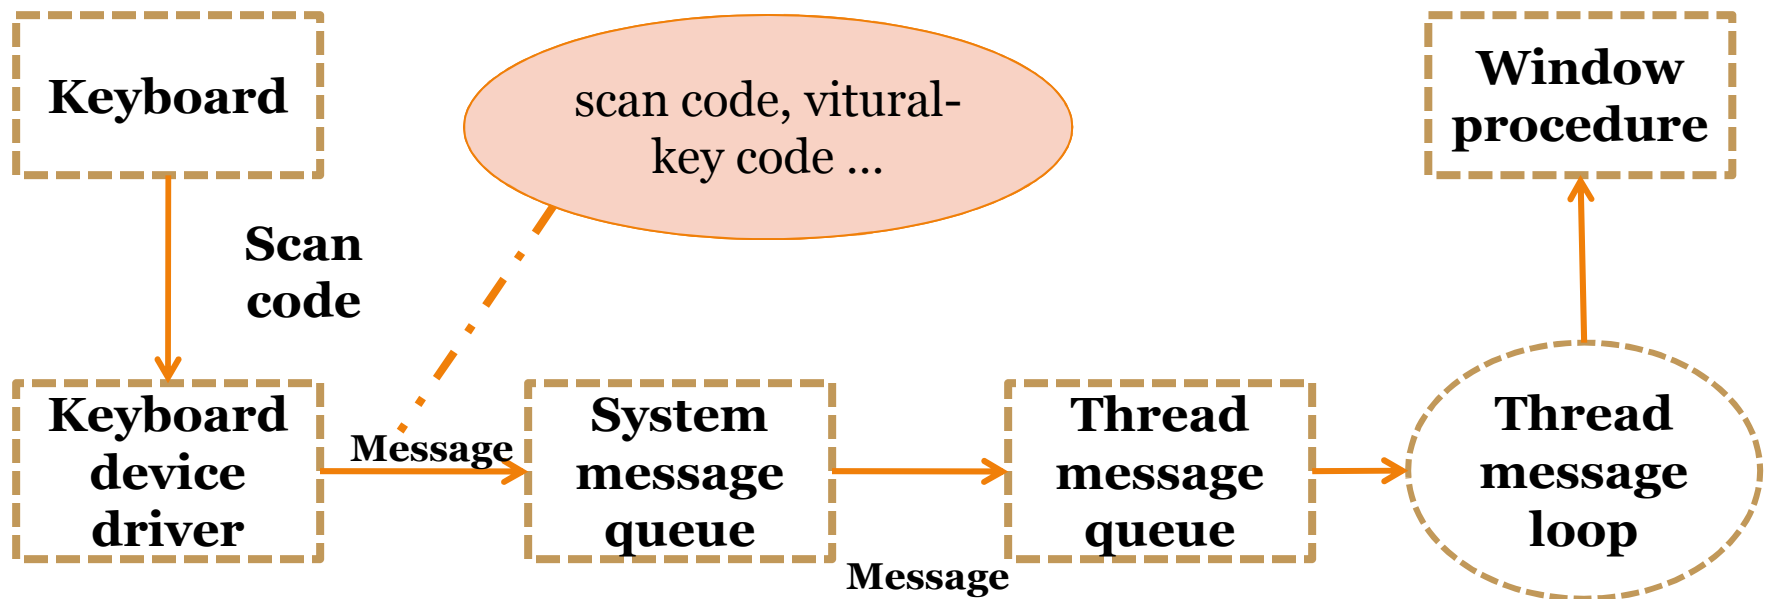 Keyboard
scan code, vitural-
key code ...
Window
procedure
Scan
code
Keyboard
device
driver
Message
System
message
queue
Message
Thread
message
queue
Thread
message
loop